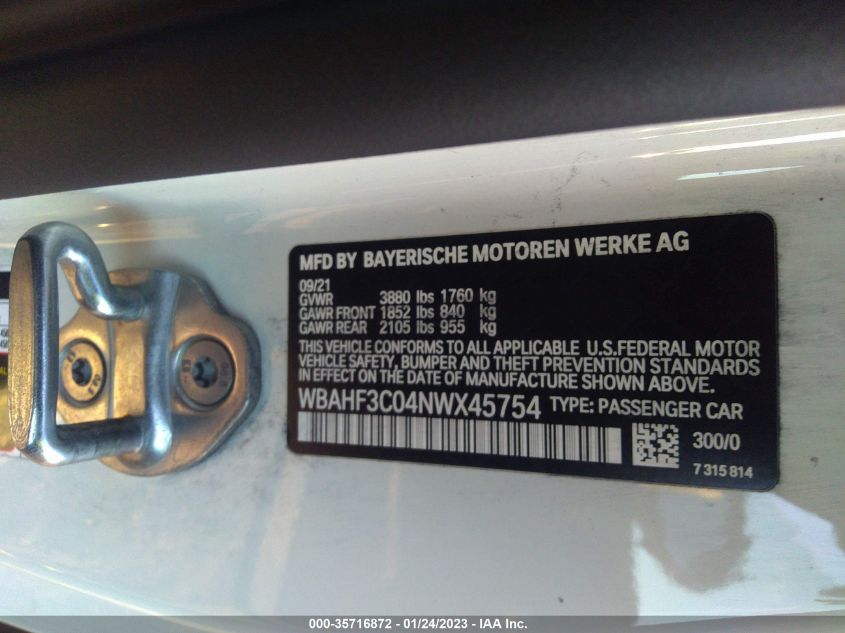 MFD BY BAYERISCHE MOTOREN WERKE AG
09/21
GVWR 3880 lbs 1760 kg
GAWR FRONT 1852 lbs 840 kg
GAWR REAR 2105 lbs 955 kg
THIS VEHICLE CONFORMS TO ALL APPLICABLE U.S.FEDERAL MOTOR
VEHICLE SAFETY, BUMPER AND THEFT PREVENTION STANDARDS
IN EFFECT ON THE DATE OF MANUFACTURE SHOWN ABOVE.
WBAHF3C04NWX45754 TYPE: PASSENGER CAR
300/0
7 315 814
000-35716872 - 01/24/2023 - IAA Inc.